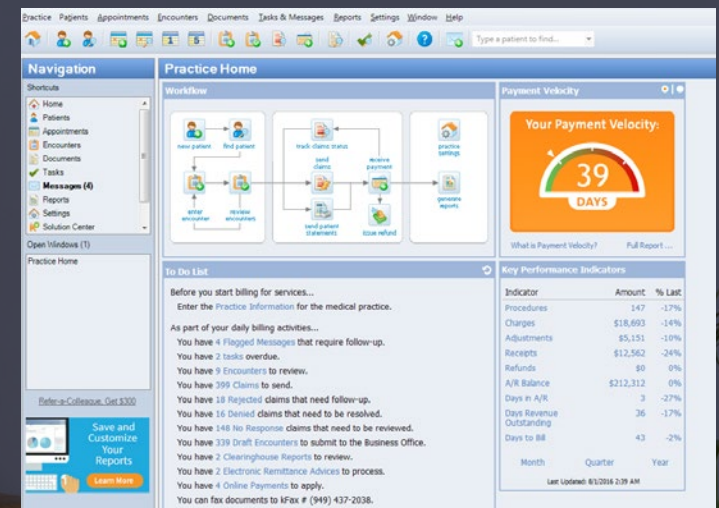 Practice Patients Appointments Encounters Documents Tasks & Messages Reports Settings Window Help
Type a patient to find...
Navigation
Shortcuts
Home
Patients
Appointments
Encounters
Documents
Tasks
Messages (4)
Reports
Settings
Solution Center
Open Windows (1)
Practice Home
Refer-a-Colleague, Get $300
Save and
Customize
Your
Reports
Learn More
Practice Home
Workflow
new patient
find patient
enter
encounter
review
encounters
track claims status
send
claims
receive
payment
send patient
statements
issue refund
practice
settings
generate
reports
Payment Velocity
Your Payment Velocity:
39
DAYS
What is Payment Velocity? Full Report ...
To Do List
Before you start billing for services...
Enter the Practice Information for the medical practice.
As part of your daily billing activities...
You have 4 Flagged Messages that require follow-up.
You have 2 tasks overdue.
You have 9 Encounters to review.
You have 399 Claims to send.
You have 18 Rejected claims that need follow-up.
You have 16 Denied claims that need to be resolved.
You have 148 No Response claims that need to be reviewed.
You have 339 Draft Encounters to submit to the Business Office.
You have 2 Clearinghouse Reports to review.
You have 2 Electronic Remittance Advices to process.
You have 4 Online Payments to apply.
You can fax documents to kFax # (949) 437-2038.
Key Performance Indicators
Indicator Amount % Last
Procedures 147 -17%
Charges $18,693 -14%
Adjustments $5,151 -10%
Receipts $12,562 -24%
Refunds $0 0%
A/R Balance $212,312 0%
Days in A/R 3 -27%
Days Revenue
Outstanding 36 -17%
Days to Bill 43 -2%
Month Quarter Year
Last Updated: 8/1/2016 2:39 AM